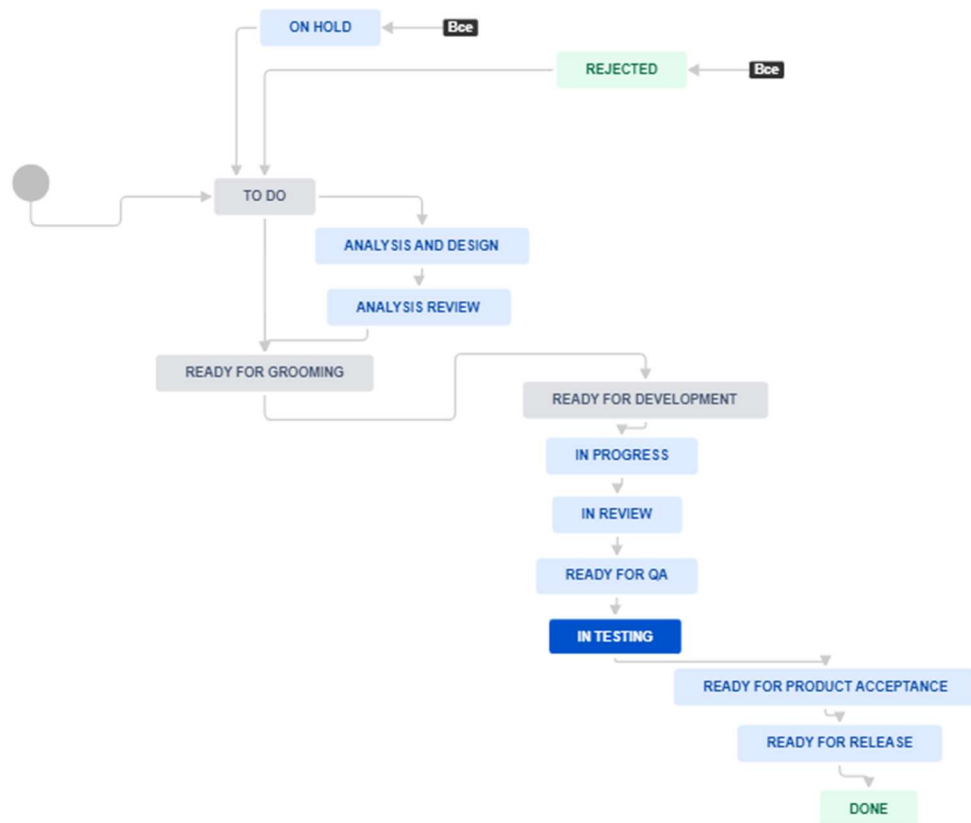 ON HOLD
Все
REJECTED
Все
TO DO
ANALYSIS AND DESIGN
ANALYSIS REVIEW
READY FOR GROOMING
READY FOR DEVELOPMENT
IN PROGRESS
IN REVIEW
READY FOR QA
IN TESTING
READY FOR PRODUCT ACCEPTANCE
READY FOR RELEASE
DONE